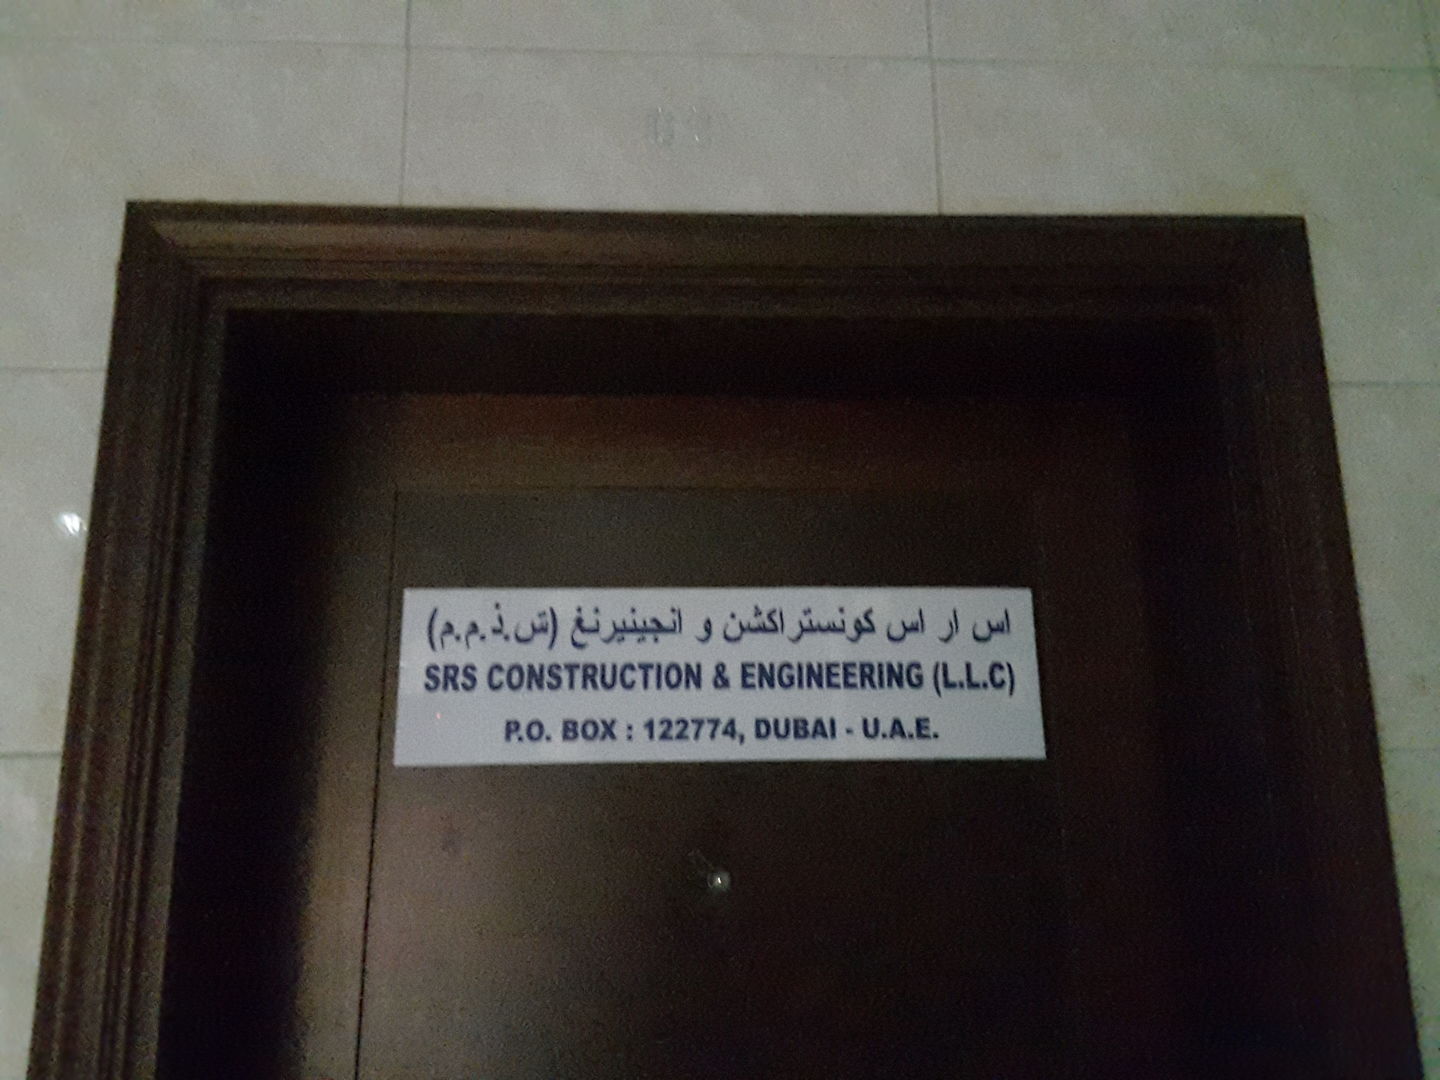 اس ار اس كونستراكشن و انجينيرنغ (ش.ذ.م.م)
SRS CONSTRUCTION & ENGINEERING (L.L.C)
P.O. BOX : 122774, DUBAI - U.A.E.